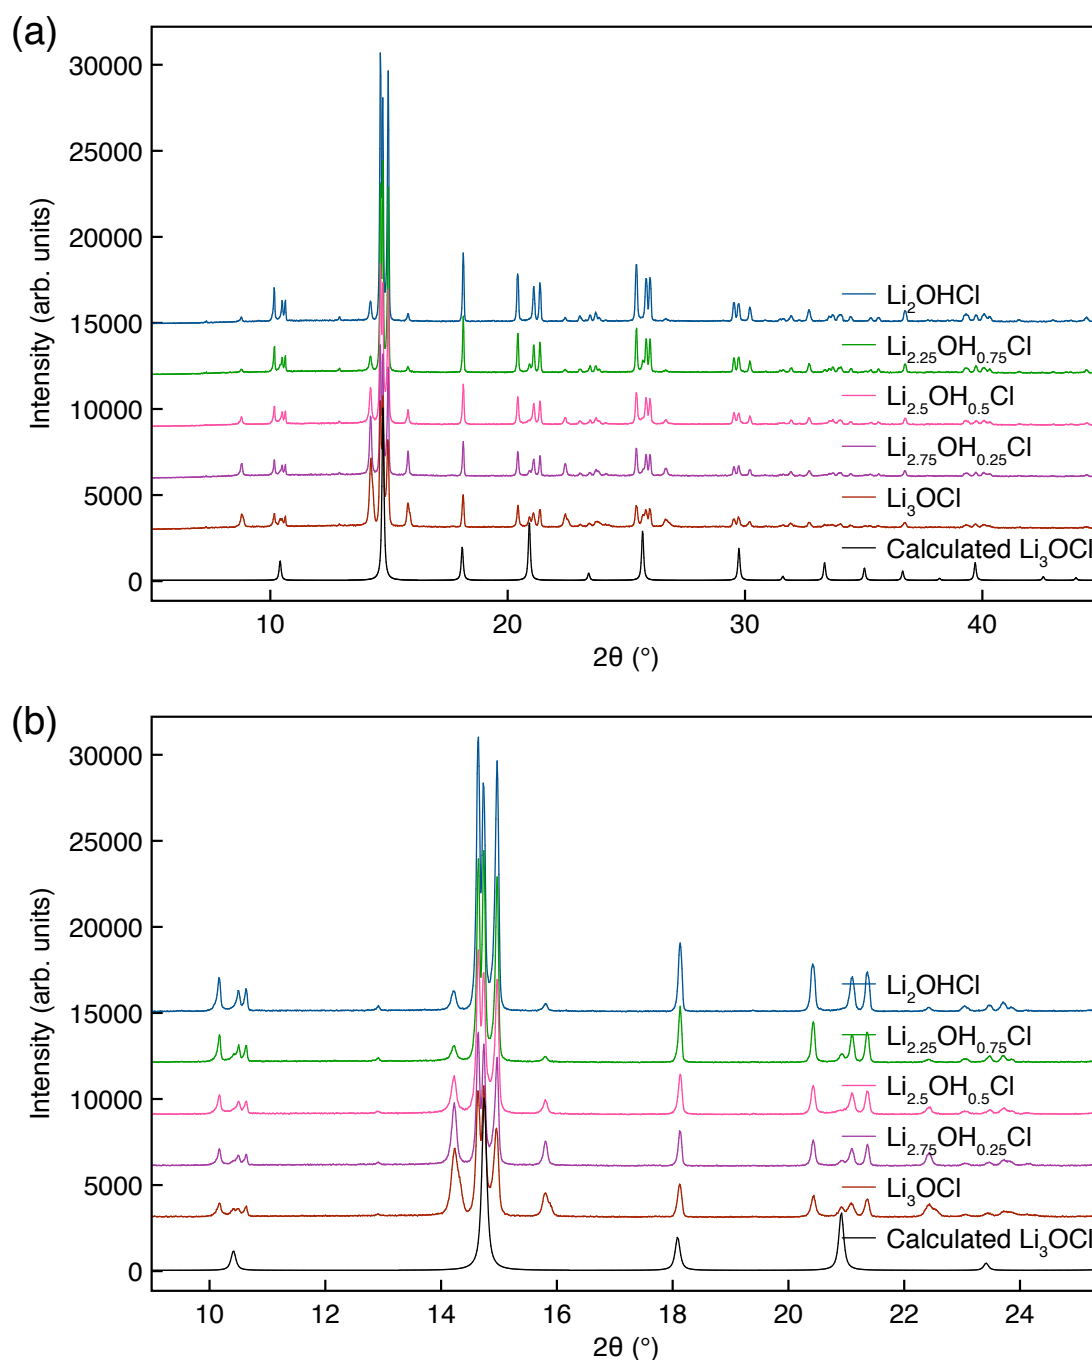 (a)
30000
25000
20000
15000
10000
5000
0
Intensity (arb. units)
Li₂OHCl
Li₂.₂₅OH₀.₇₅Cl
Li₂.₅OH₀.₅Cl
Li₂.₇₅OH₀.₂₅Cl
Li₃OCl
Calculated Li₃OCl
10 20 30 40
2θ (°)
(b)
30000
25000
20000
15000
10000
5000
0
Intensity (arb. units)
Li₂OHCl
Li₂.₂₅OH₀.₇₅Cl
Li₂.₅OH₀.₅Cl
Li₂.₇₅OH₀.₂₅Cl
Li₃OCl
Calculated Li₃OCl
10 12 14 16 18 20 22 24
2θ (°)